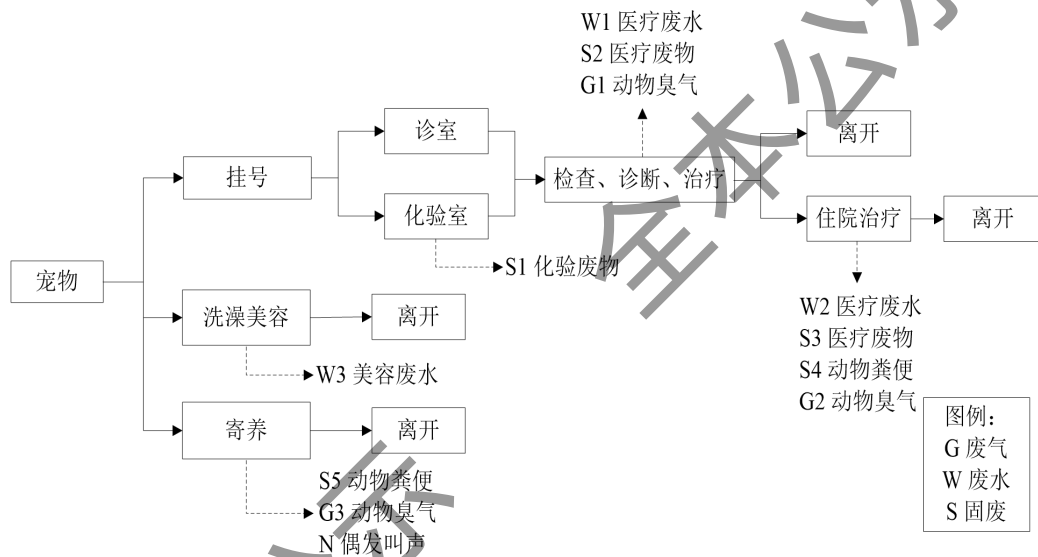 W1 医疗废水
S2 医疗废物
G1 动物臭气
诊室
离开
挂号
检查、诊断、治疗
化验室
住院治疗
离开
S1 化验废物
宠物
洗澡美容
离开
W2 医疗废水
S3 医疗废物
S4 动物粪便
G2 动物臭气
W3 美容废水
寄养
离开
图例：
G 废气
W 废水
S 固废
S5 动物粪便
G3 动物臭气
N 偶发叫声
全本公示
示